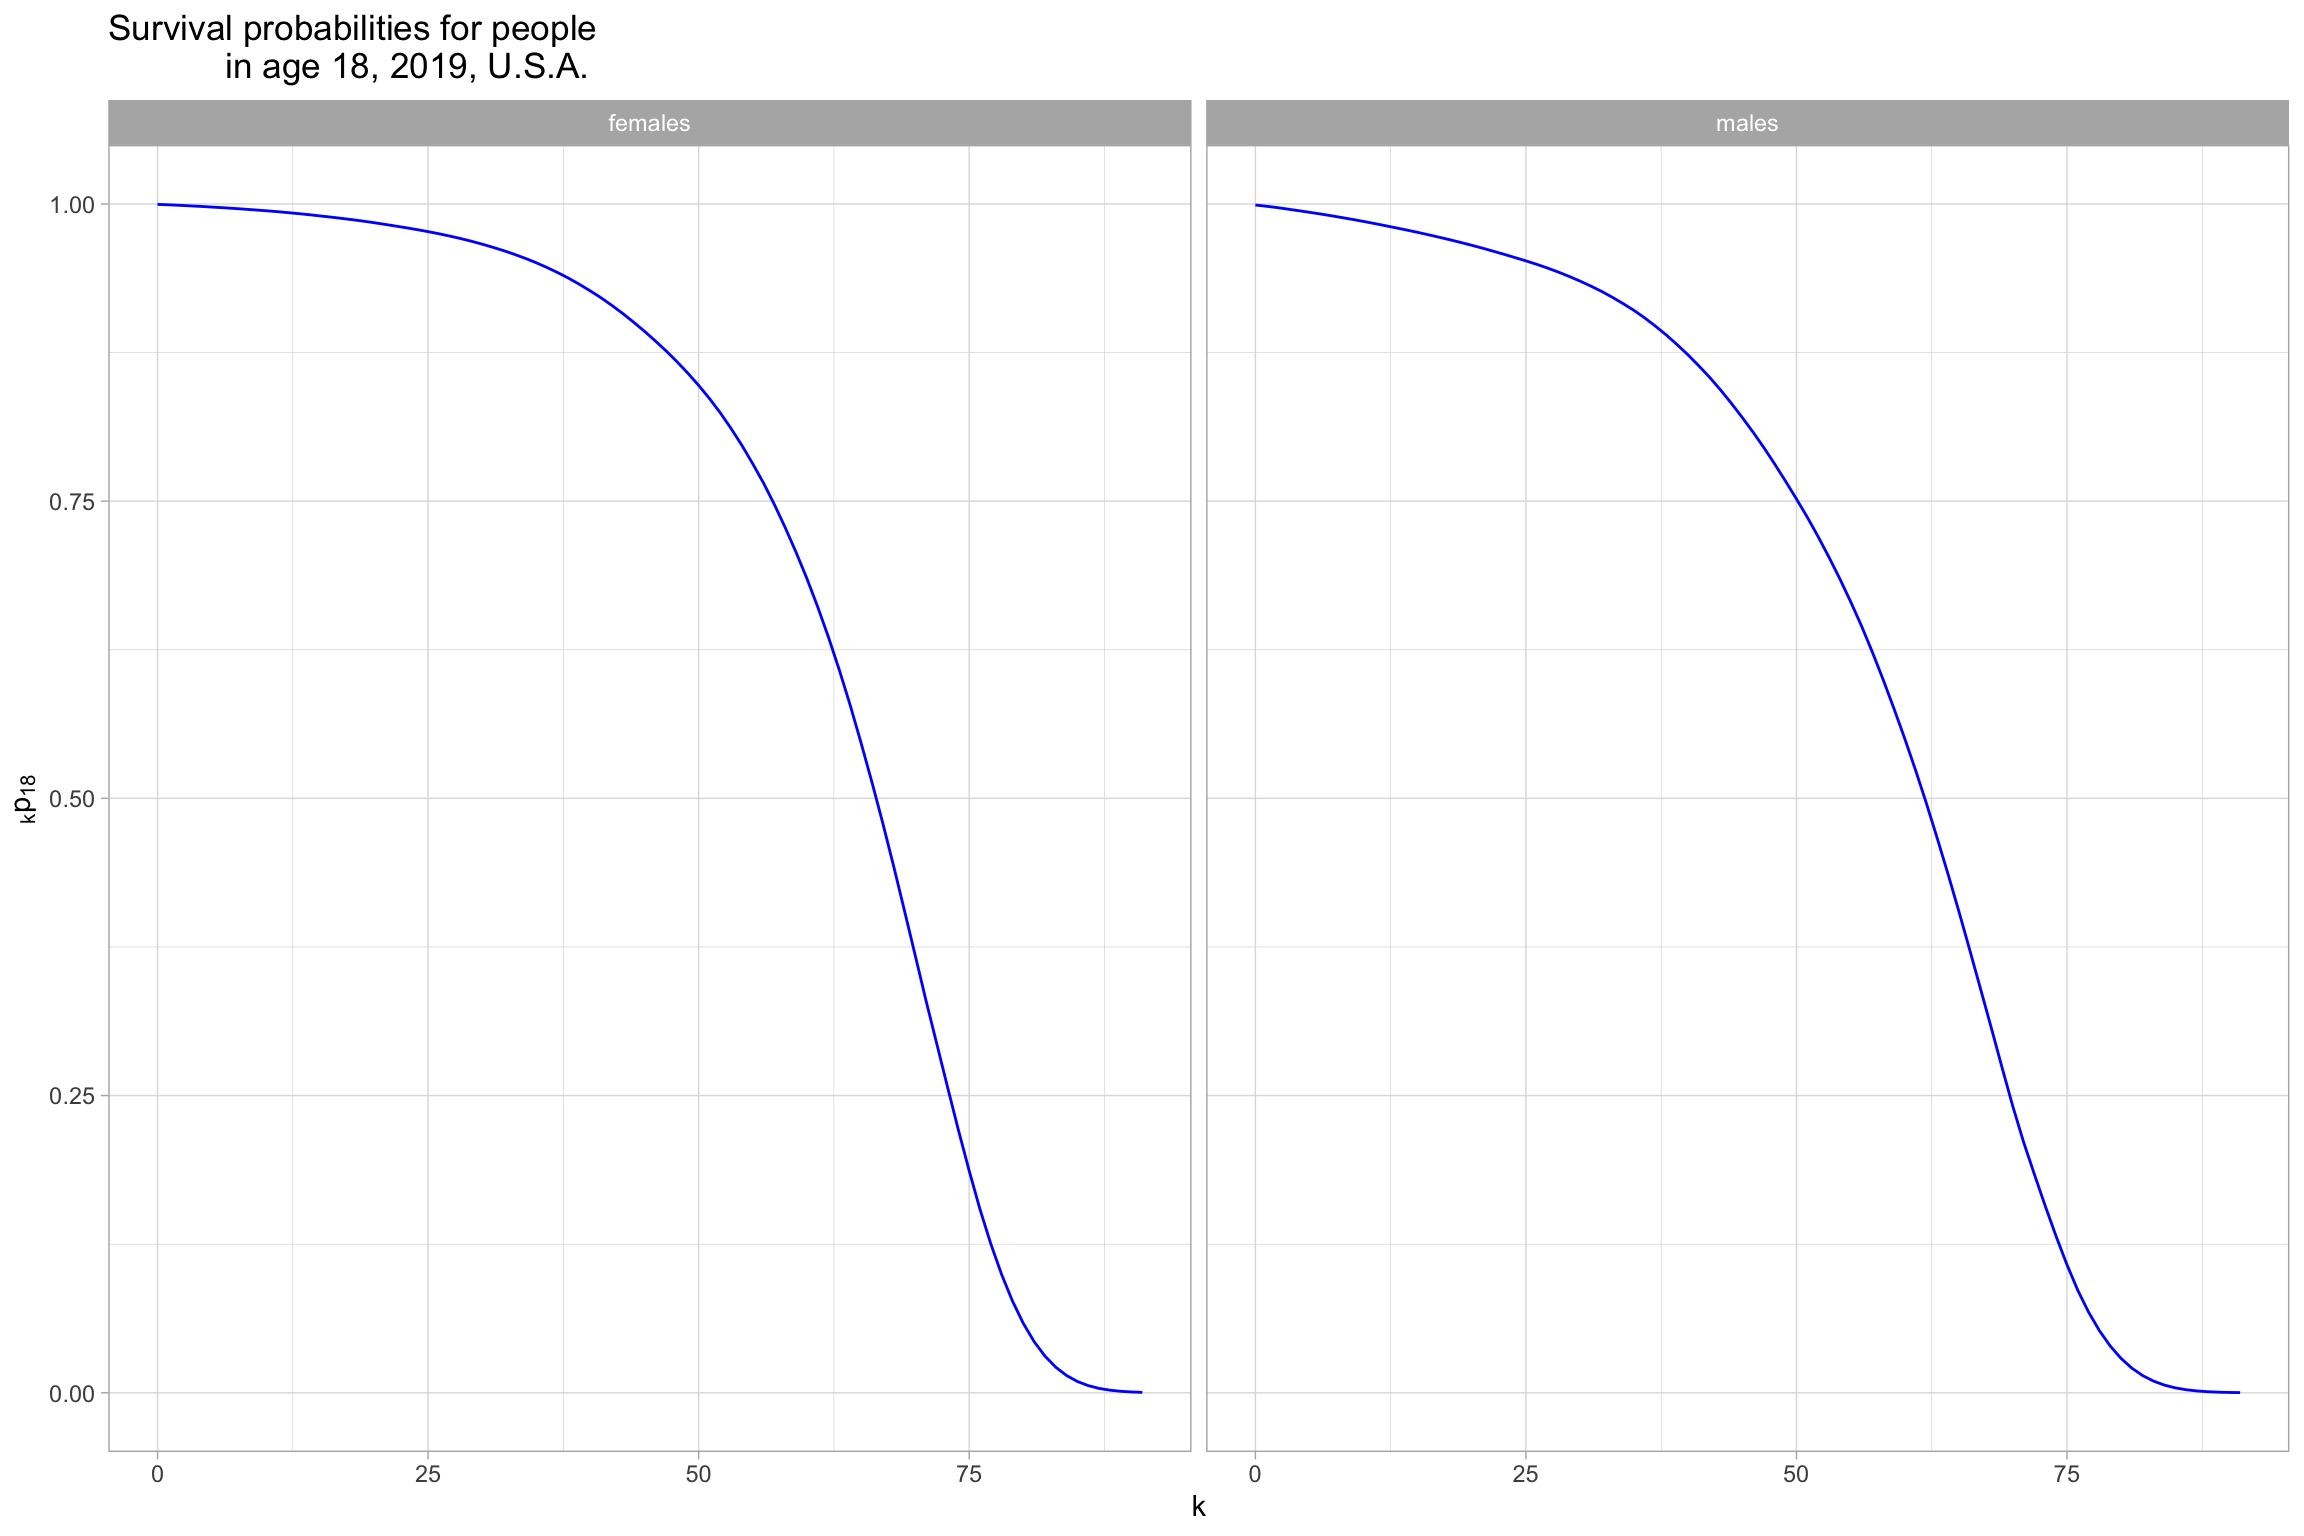 Survival probabilities for people
in age 18, 2019, U.S.A.
females
males
1.00
0.75
0.50
0.25
0.00
kp18
0
25
50
75
0
25
50
75
k